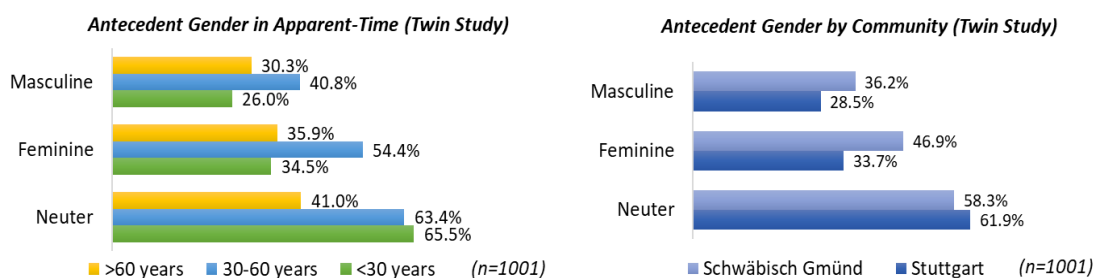 Antecedent Gender in Apparent-Time (Twin Study)
Masculine
30.3%
40.8%
26.0%
Feminine
35.9%
54.4%
34.5%
Neuter
41.0%
63.4%
65.5%
>60 years 30-60 years <30 years (n=1001)
Antecedent Gender by Community (Twin Study)
Masculine
36.2%
28.5%
Feminine
46.9%
33.7%
Neuter
58.3%
61.9%
Schwäbisch Gmünd Stuttgart (n=1001)